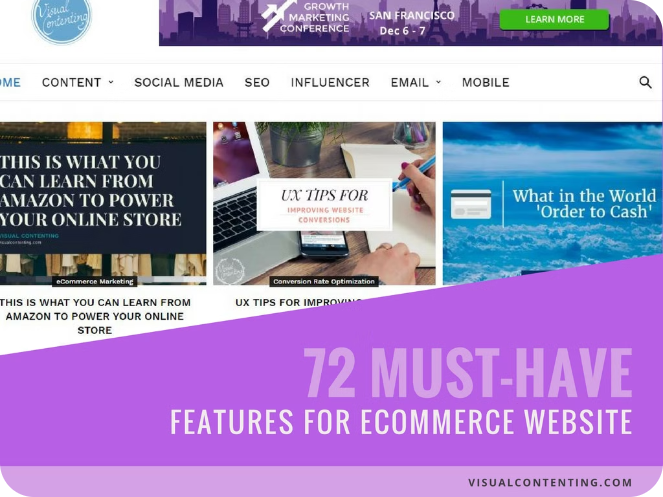 Visual
Contenting
GROWTH
MARKETING
CONFERENCE
SAN FRANCISCO
Dec 6 - 7
LEARN MORE
OME
CONTENT
SOCIAL MEDIA
SEO
INFLUENCER
EMAIL
MOBILE
THIS IS WHAT YOU
CAN LEARN FROM
AMAZON TO POWER
YOUR ONLINE STORE
VISUAL CONTENTING
visualcontenting.com
eCommerce Marketing
THIS IS WHAT YOU CAN LEARN FROM
AMAZON TO POWER YOUR ONLINE
STORE
UX TIPS FOR
IMPROVING WEBSITE
CONVERSIONS
Conversion Rate Optimization
UX TIPS FOR IMPROVING
What in the World
'Order to Cash'
72 MUST-HAVE
FEATURES FOR ECOMMERCE WEBSITE
VISUALCONTENTING.COM